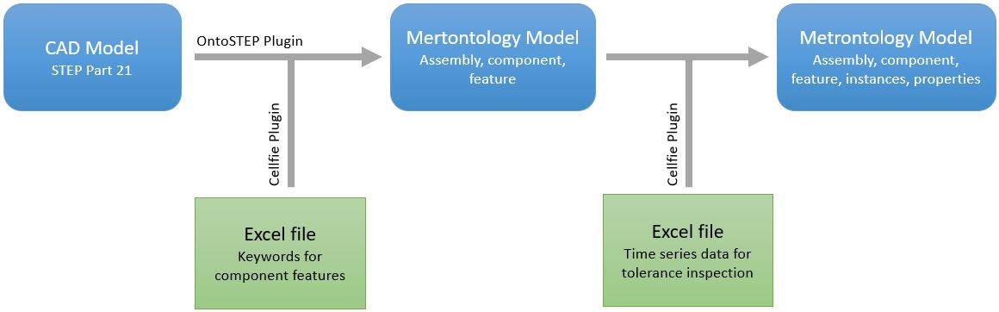 CAD Model
STEP Part 21
OntoSTEP Plugin
Mertontology Model
Assembly, component,
feature
Metrontology Model
Assembly, component,
feature, instances, properties
Cellfie Plugin
Cellfie Plugin
Excel file
Keywords for
component features
Excel file
Time series data for
tolerance inspection